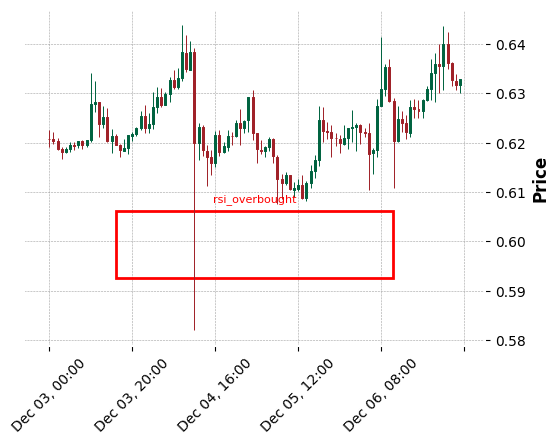 0.64
0.63
0.62
0.61
0.60
0.59
0.58
Price
rsi_overbought
Dec 03, 00:00
Dec 03, 20:00
Dec 04, 16:00
Dec 05, 12:00
Dec 06, 08:00